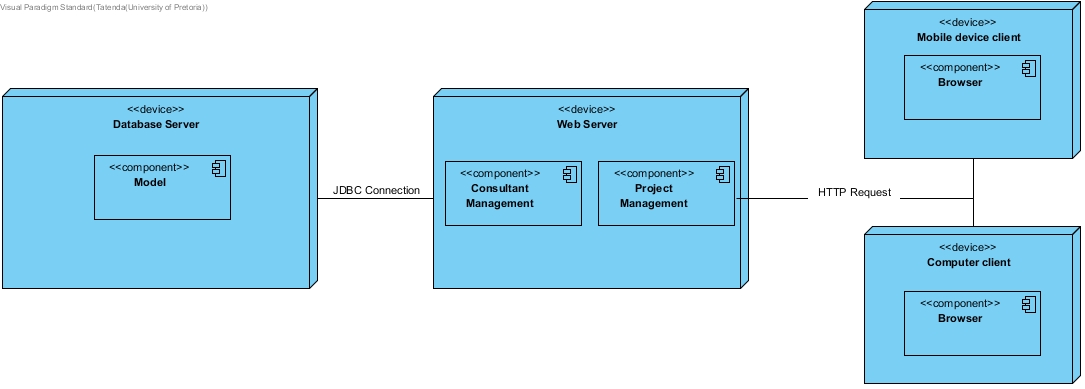 Visual Paradigm Standard(Tatenda(University of Pretoria))
<<device>>
Database Server
<<component>>
Model
JDBC Connection
<<device>>
Web Server
<<component>>
Consultant
Management
<<component>>
Project
Management
HTTP Request
<<device>>
Mobile device client
<<component>>
Browser
<<device>>
Computer client
<<component>>
Browser